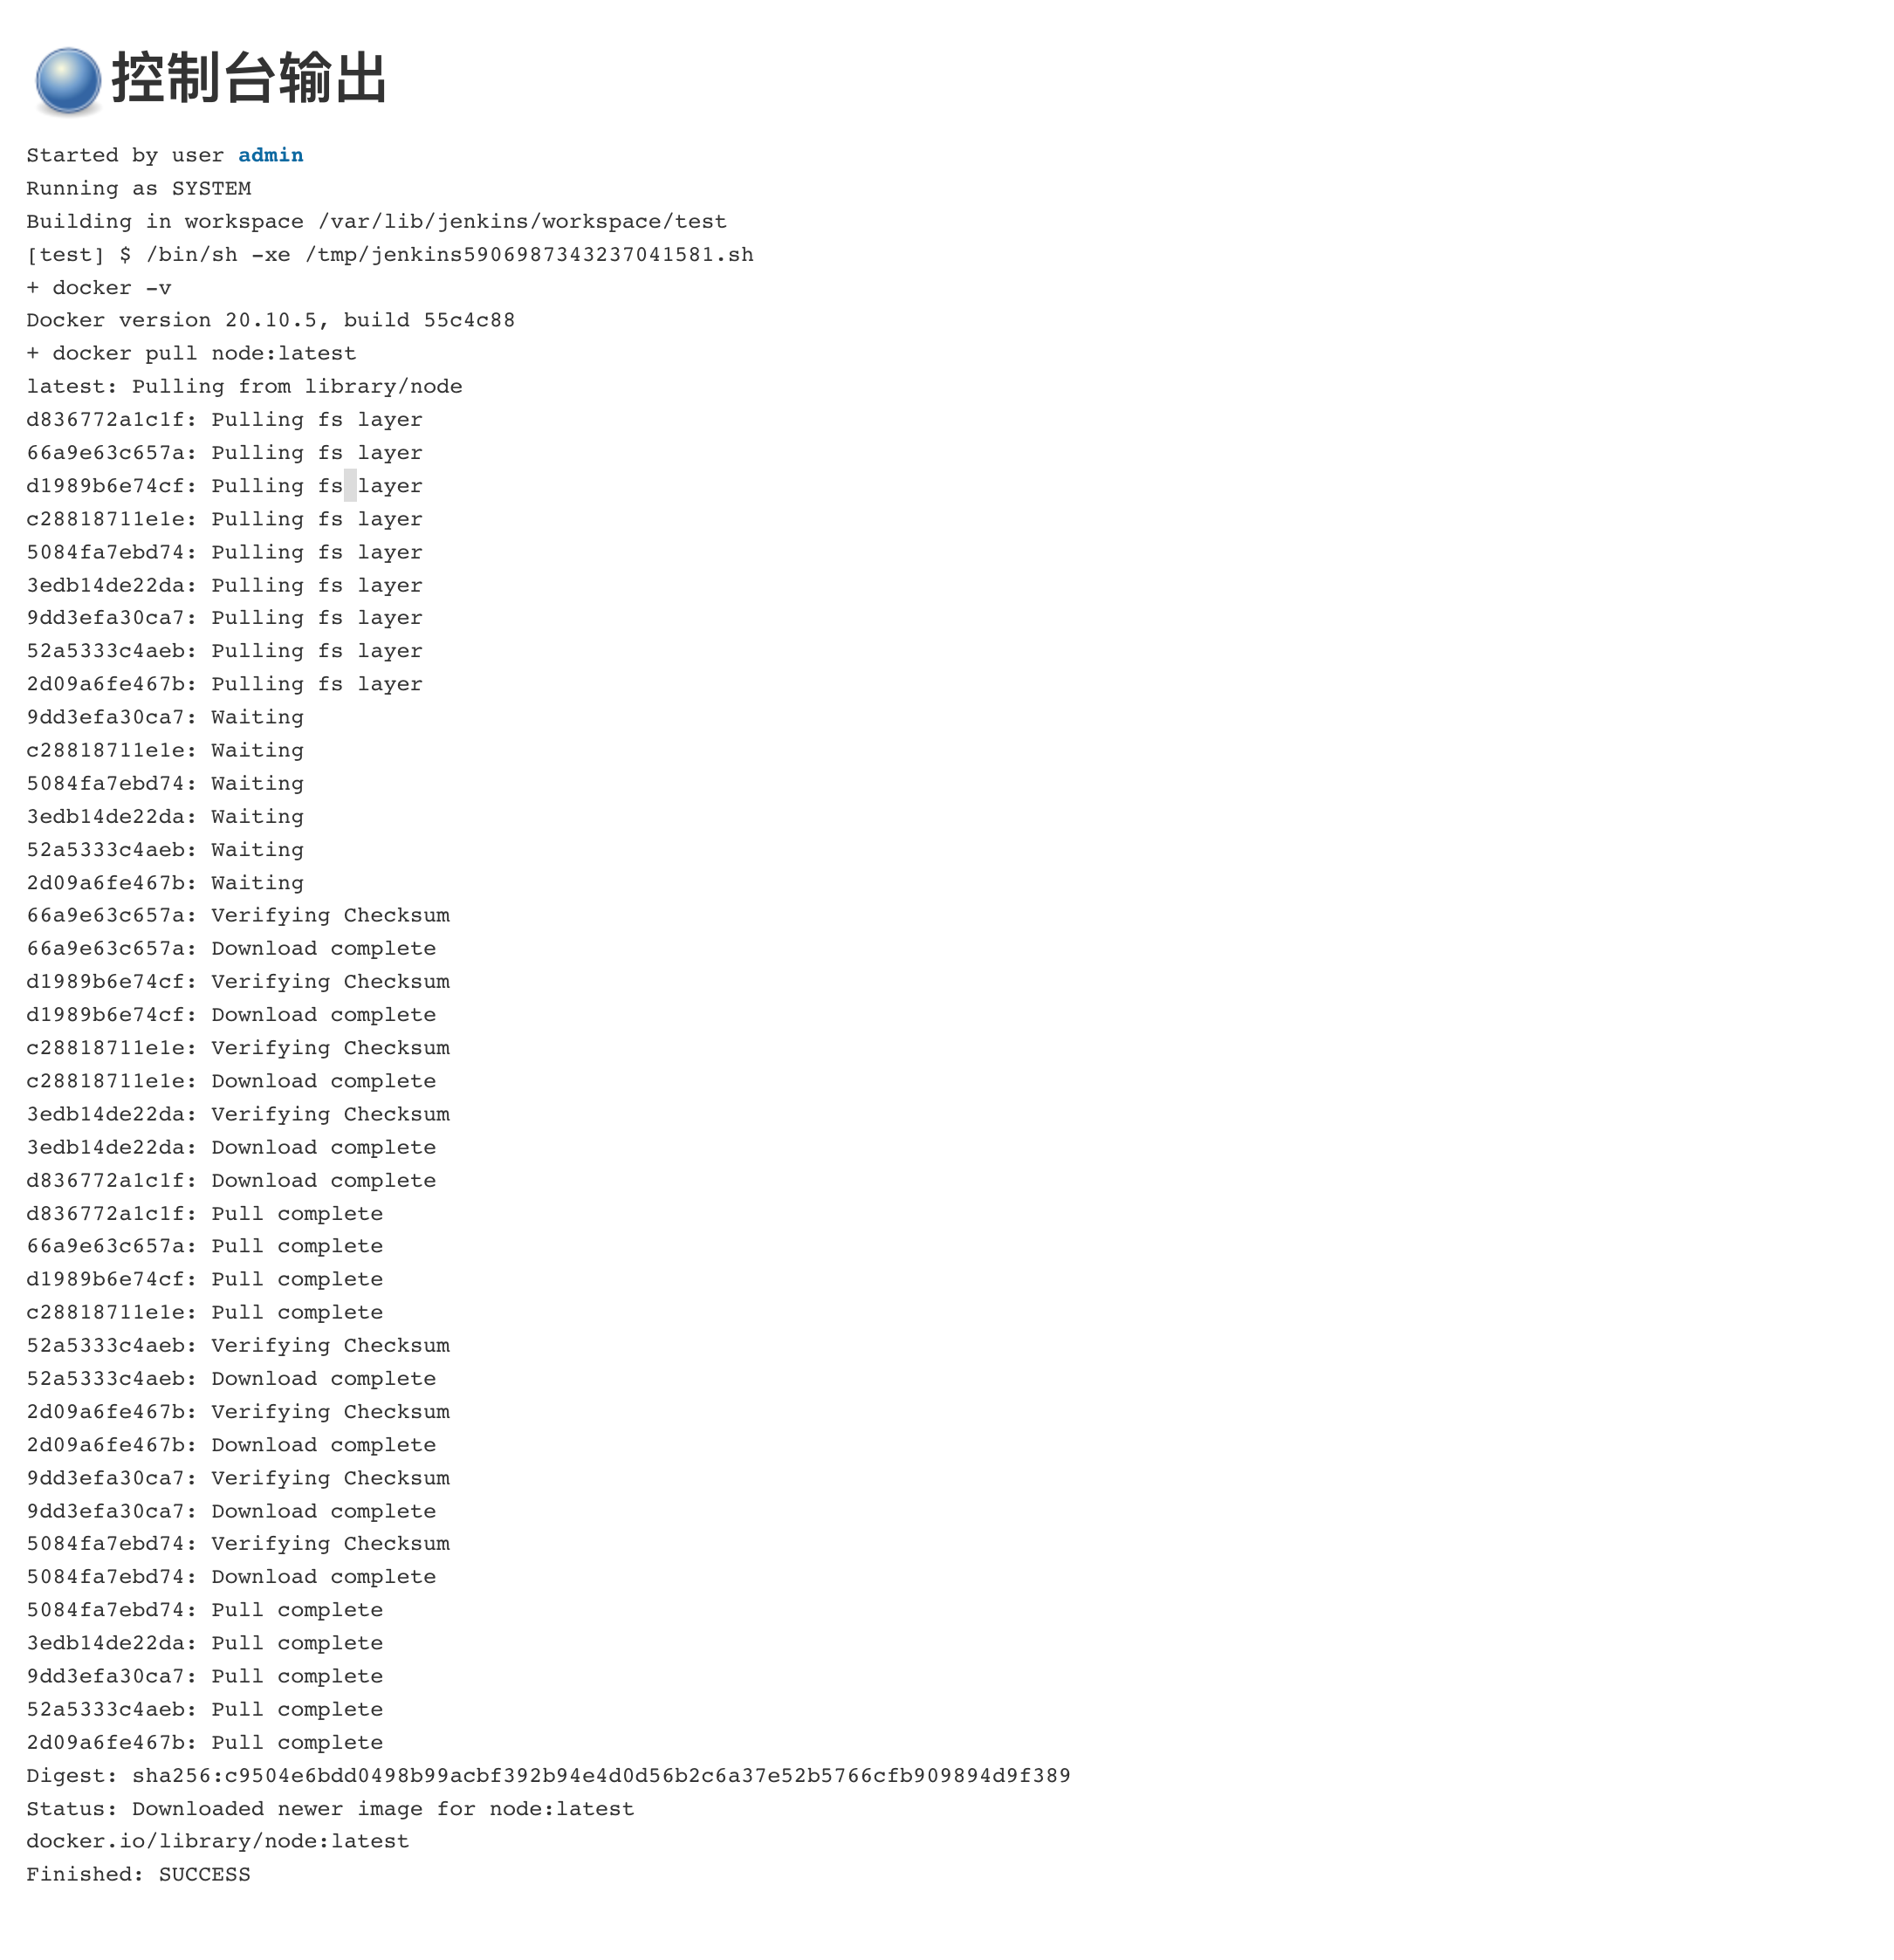 控制台输出
Started by user admin
Running as SYSTEM
Building in workspace /var/lib/jenkins/workspace/test
[test] $ /bin/sh -xe /tmp/jenkins5906987343237041581.sh
+ docker -v
Docker version 20.10.5, build 55c4c88
+ docker pull node:latest
latest: Pulling from library/node
d836772a1c1f: Pulling fs layer
66a9e63c657a: Pulling fs layer
d1989b6e74cf: Pulling fs layer
c28818711e1e: Pulling fs layer
5084fa7ebd74: Pulling fs layer
3edb14de22da: Pulling fs layer
9dd3efa30ca7: Pulling fs layer
52a5333c4aeb: Pulling fs layer
2d09a6fe467b: Pulling fs layer
9dd3efa30ca7: Waiting
c28818711e1e: Waiting
5084fa7ebd74: Waiting
3edb14de22da: Waiting
52a5333c4aeb: Waiting
2d09a6fe467b: Waiting
66a9e63c657a: Verifying Checksum
66a9e63c657a: Download complete
d1989b6e74cf: Verifying Checksum
d1989b6e74cf: Download complete
c28818711e1e: Verifying Checksum
c28818711e1e: Download complete
3edb14de22da: Verifying Checksum
3edb14de22da: Download complete
d836772a1c1f: Download complete
d836772a1c1f: Pull complete
66a9e63c657a: Pull complete
d1989b6e74cf: Pull complete
c28818711e1e: Pull complete
52a5333c4aeb: Verifying Checksum
52a5333c4aeb: Download complete
2d09a6fe467b: Verifying Checksum
2d09a6fe467b: Download complete
9dd3efa30ca7: Verifying Checksum
9dd3efa30ca7: Download complete
5084fa7ebd74: Verifying Checksum
5084fa7ebd74: Download complete
5084fa7ebd74: Pull complete
3edb14de22da: Pull complete
9dd3efa30ca7: Pull complete
52a5333c4aeb: Pull complete
2d09a6fe467b: Pull complete
Digest: sha256:c9504e6bdd0498b99acbf392b94e4d0d56b2c6a37e52b5766cfb909894d9f389
Status: Downloaded newer image for node:latest
docker.io/library/node:latest
Finished: SUCCESS